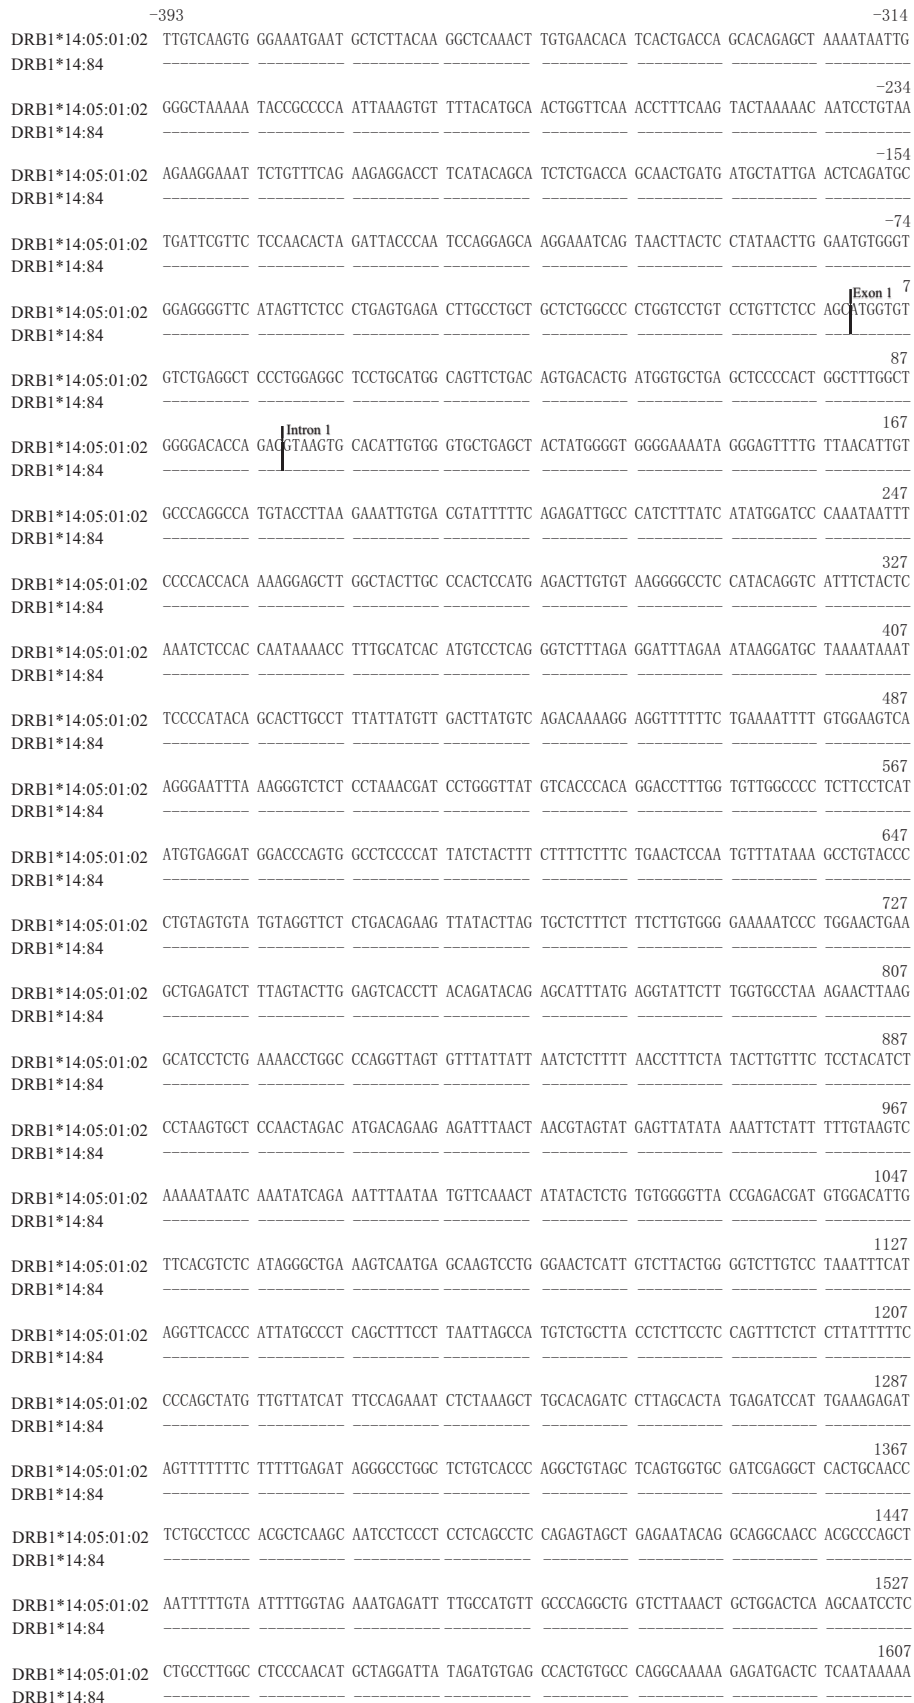 −393 −314
DRB1*14:05:01:02 TTGTCAAGTG GGAAATGAAT GCTCTTACAA GGCTCAAACT TGTGAACACA TCACTGACCA GCACAGAGCT AAAATAATTG
DRB1*14:84 ---------- ---------- ---------- ---------- ---------- ---------- ---------- ----------
−234
DRB1*14:05:01:02 GGGCTAAAAA TACCGCCCCA ATTAAAGTGT TTTACATGCA ACTGGTTCAA ACCTTTCAAG TACTAAAAAC AATCCTGTAA
DRB1*14:84 ---------- ---------- ---------- ---------- ---------- ---------- ---------- ----------
−154
DRB1*14:05:01:02 AGAAGGAAAT TCTGTTTCAG AAGAGGACCT TCATACAGCA TCTCTGACCA GCAACTGATG ATGCTATTGA ACTCAGATGC
DRB1*14:84 ---------- ---------- ---------- ---------- ---------- ---------- ---------- ----------
−74
DRB1*14:05:01:02 TGATTCGTTC TCCAACACTA GATTACCCAA TCCAGGAGCA AGGAAATCAG TAACTTACTC CTATAACTTG GAATGTGGGT
DRB1*14:84 ---------- ---------- ---------- ---------- ---------- ---------- ---------- ----------
Exon 1 7
DRB1*14:05:01:02 GGAGGGGTTC ATAGTTCTCC CTGAGTGAGA CTTGCCTGCT GCTCTGGCCC CTGGTCCTGT CCTGTTCTCC AGCATGGTGT
DRB1*14:84 ---------- ---------- ---------- ---------- ---------- ---------- ---------- ----------
87
DRB1*14:05:01:02 GTCTGAGGCT CCCTGGAGGC TCCTGCATGG CAGTTCTGAC AGTGACACTG ATGGTGCTGA GCTCCCCACT GGCTTTGGCT
DRB1*14:84 ---------- ---------- ---------- ---------- ---------- ---------- ---------- ----------
Intron 1 167
DRB1*14:05:01:02 GGGGACACCA GACGTAAGTG CACATTGTGG GTGCTGAGCT ACTATGGGGT GGGGAAAATA GGGAGTTTTG TTAACATTGT
DRB1*14:84 ---------- ---------- ---------- ---------- ---------- ---------- ---------- ----------
247
DRB1*14:05:01:02 GCCCAGGCCA TGTACCTTAA GAAATTGTGA CGTATTTTTC AGAGATTGCC CATCTTTATC ATATGGATCC CAAATAATTT
DRB1*14:84 ---------- ---------- ---------- ---------- ---------- ---------- ---------- ----------
327
DRB1*14:05:01:02 CCCCACCACA AAAGGAGCTT GGCTACTTGC CCACTCCATG AGACTTGTGT AAGGGGCCTC CATACAGGTC ATTTCTACTC
DRB1*14:84 ---------- ---------- ---------- ---------- ---------- ---------- ---------- ----------
407
DRB1*14:05:01:02 AAATCTCCAC CAATAAAACC TTTGCATCAC ATGTCCTCAG GGTCTTTAGA GGATTTAGAA ATAAGGATGC TAAAATAAAT
DRB1*14:84 ---------- ---------- ---------- ---------- ---------- ---------- ---------- ----------
487
DRB1*14:05:01:02 TCCCCATACA GCACTTGCCT TTATTATGTT GACTTATGTC AGACAAAAGG AGGTTTTTTC TGAAAATTTT GTGGAAGTCA
DRB1*14:84 ---------- ---------- ---------- ---------- ---------- ---------- ---------- ----------
567
DRB1*14:05:01:02 AGGGAATTTA AAGGGTCTCT CCTAAACGAT CCTGGGTTAT GTCACCCACA GGACCTTTGG TGTTGGCCCC TCTTCCTCAT
DRB1*14:84 ---------- ---------- ---------- ---------- ---------- ---------- ---------- ----------
647
DRB1*14:05:01:02 ATGTGAGGAT GGACCCAGTG GCCTCCCCAT TATCTACTTT CTTTTCTTTC TGAACTCCAA TGTTTATAAA GCCTGTACCC
DRB1*14:84 ---------- ---------- ---------- ---------- ---------- ---------- ---------- ----------
727
DRB1*14:05:01:02 CTGTAGTGTA TGTAGGTTCT CTGACAGAAG TTATACTTAG TGCTCTTTCT TTCTTGTGGG GAAAAATCCC TGGAACTGAA
DRB1*14:84 ---------- ---------- ---------- ---------- ---------- ---------- ---------- ----------
807
DRB1*14:05:01:02 GCTGAGATCT TTAGTACTTG GAGTCACCTT ACAGATACAG AGCATTTATG AGGTATTCTT TGGTGCCTAA AGAACTTAAG
DRB1*14:84 ---------- ---------- ---------- ---------- ---------- ---------- ---------- ----------
887
DRB1*14:05:01:02 GCATCCTCTG AAAACCTGGC CCAGGTTAGT GTTTATTATT AATCTCTTTT AACCTTTCTA TACTTGTTTC TCCTACATCT
DRB1*14:84 ---------- ---------- ---------- ---------- ---------- ---------- ---------- ----------
967
DRB1*14:05:01:02 CCTAAGTGCT CCAACTAGAC ATGACAGAAG AGATTTAACT AACGTAGTAT GAGTTATATA AAATTCTATT TTTGTAAGTC
DRB1*14:84 ---------- ---------- ---------- ---------- ---------- ---------- ---------- ----------
1047
DRB1*14:05:01:02 AAAAATAATC AAATATCAGA AATTTAATAA TGTTCAAACT ATATACTCTG TGTGGGGTTA CCGAGACGAT GTGGACATTG
DRB1*14:84 ---------- ---------- ---------- ---------- ---------- ---------- ---------- ----------
1127
DRB1*14:05:01:02 TTCACGTCTC ATAGGGCTGA AAGTCAATGA GCAAGTCCTG GGAACTCATT GTCTTACTGG GGTCTTGTCC TAAATTTCAT
DRB1*14:84 ---------- ---------- ---------- ---------- ---------- ---------- ---------- ----------
1207
DRB1*14:05:01:02 AGGTTCACCC ATTATGCCCT CAGCTTTCCT TAATTAGCCA TGTCTGCTTA CCTCTTCCTC CAGTTTCTCT CTTATTTTTC
DRB1*14:84 ---------- ---------- ---------- ---------- ---------- ---------- ---------- ----------
1287
DRB1*14:05:01:02 CCCAGCTATG TTGTTATCAT TTCCAGAAAT CTCTAAAGCT TGCACAGATC CTTAGCACTA TGAGATCCAT TGAAAGAGAT
DRB1*14:84 ---------- ---------- ---------- ---------- ---------- ---------- ---------- ----------
1367
DRB1*14:05:01:02 AGTTTTTTTC TTTTTGAGAT AGGGCCTGGC TCTGTCACCC AGGCTGTAGC TCAGTGGTGC GATCGAGGCT CACTGCAACC
DRB1*14:84 ---------- ---------- ---------- ---------- ---------- ---------- ---------- ----------
1447
DRB1*14:05:01:02 TCTGCCTCCC ACGCTCAAGC AATCCTCCCT CCTCAGCCTC CAGAGTAGCT GAGAATACAG GCAGGCAACC ACGCCCAGCT
DRB1*14:84 ---------- ---------- ---------- ---------- ---------- ---------- ---------- ----------
1527
DRB1*14:05:01:02 AATTTTTGTA ATTTTGGTAG AAATGAGATT TTGCCATGTT GCCCAGGCTG GTCTTAAACT GCTGGACTCA AGCAATCCTC
DRB1*14:84 ---------- ---------- ---------- ---------- ---------- ---------- ---------- ----------
1607
DRB1*14:05:01:02 CTGCCTTGGC CTCCCAACAT GCTAGGATTA TAGATGTGAG CCACTGTGCC CAGGCAAAAA GAGATGACTC TCAATAAAAA
DRB1*14:84 ---------- ---------- ---------- ---------- ---------- ---------- ---------- ----------